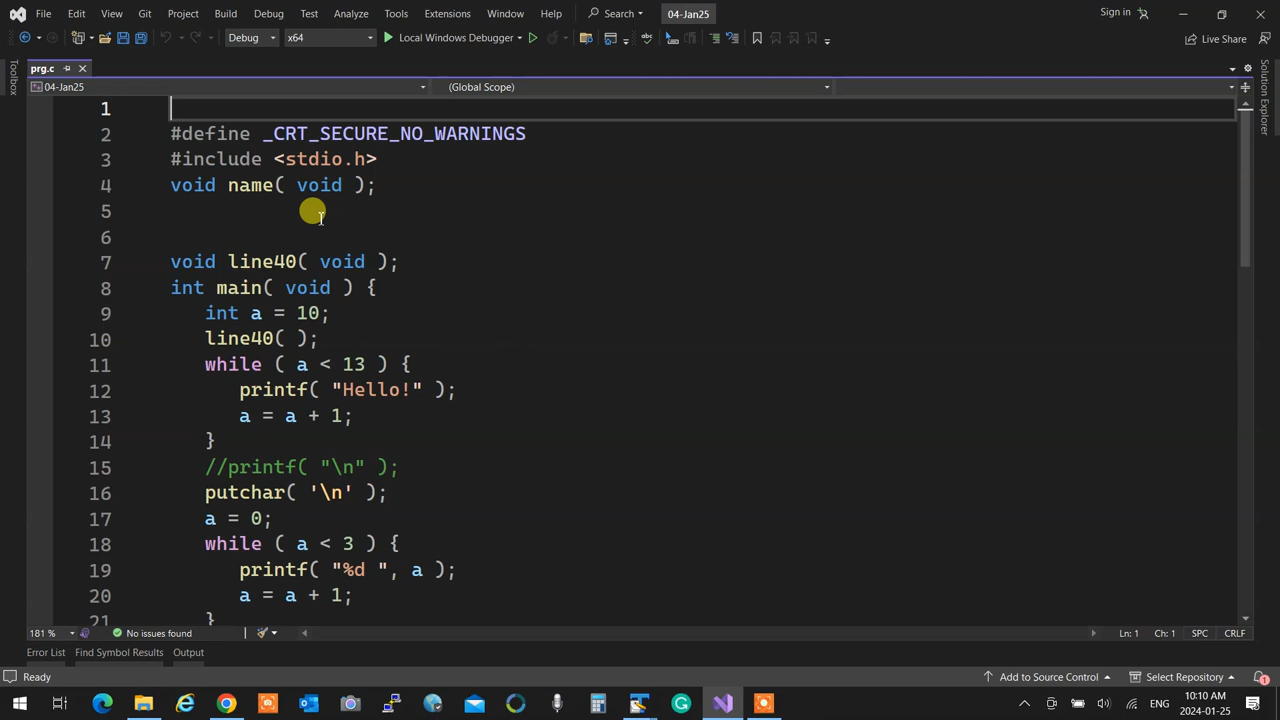 File Edit View Git Project Build Debug Test Analyze Tools Extensions Window Help Search 04-Jan25 Sign in
Debug x64 Local Windows Debugger Live Share
prg.c
04-Jan25 (Global Scope)
Toolbox
Solution Explorer
1
2 #define _CRT_SECURE_NO_WARNINGS
3 #include <stdio.h>
4 void name( void );
5
6
7 void line40( void );
8 int main( void ) {
9 int a = 10;
10 line40( );
11 while ( a < 13 ) {
12 printf( "Hello!" );
13 a = a + 1;
14 }
15 //printf( "\n" );
16 putchar( '\n' );
17 a = 0;
18 while ( a < 3 ) {
19 printf( "%d ", a );
20 a = a + 1;
21 }
181 % No issues found Ln: 1 Ch: 1 SPC CRLF
Error List Find Symbol Results Output
Ready Add to Source Control Select Repository 1
ENG 10:10 AM
2024-01-25